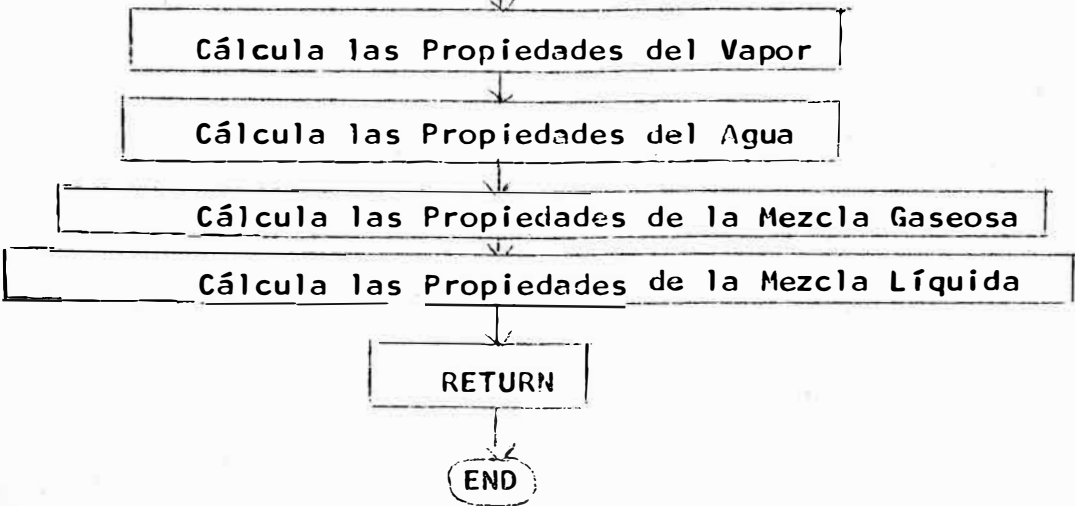 Cálcula las Propiedades del Vapor
Cálcula las Propiedades del Agua
Cálcula las Propiedades de la Mezcla Gaseosa
Cálcula las Propiedades de la Mezcla Líquida
RETURN
END